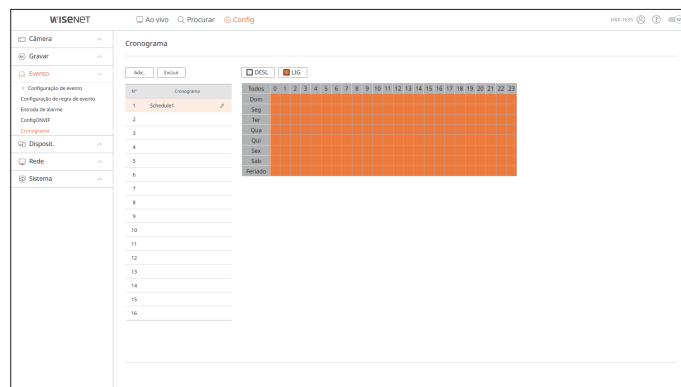 WISENET
Ao vivo Procurar Config
HRX-1635
Câmera
Gravar
Evento
Configuração de evento
Configuração de regra de evento
Entrada de alarme
ConfigONVIF
Cronograma
Disposit.
Rede
Sistema
Cronograma
Adic. Excluir
N° Cronograma
1 Schedule1
2
3
4
5
6
7
8
9
10
11
12
13
14
15
16
DESL LIG
Todos 0 1 2 3 4 5 6 7 8 9 10 11 12 13 14 15 16 17 18 19 20 21 22 23
Dom
Seg
Ter
Qua
Qui
Sex
Sáb
Feriado